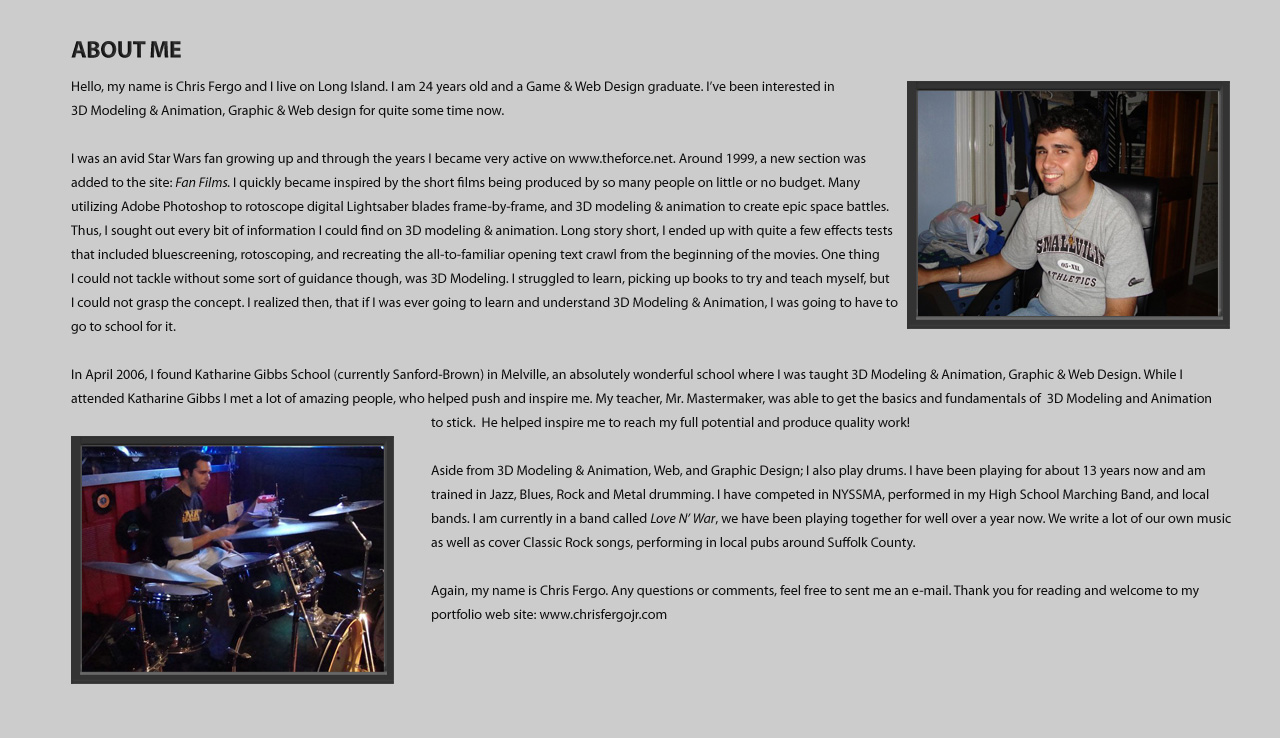 ABOUT ME
Hello, my name is Chris Fergo and I live on Long Island. I am 24 years old and a Game & Web Design graduate. I've been interested in
3D Modeling & Animation, Graphic & Web design for quite some time now.
I was an avid Star Wars fan growing up and through the years I became very active on www.theforce.net. Around 1999, a new section was
added to the site: Fan Films. I quickly became inspired by the short films being produced by so many people on little or no budget. Many
utilizing Adobe Photoshop to rotoscope digital Lightsaber blades frame-by-frame, and 3D modeling & animation to create epic space battles.
Thus, I sought out every bit of information I could find on 3D modeling & animation. Long story short, I ended up with quite a few effects tests
that included bluescreening, rotoscoping, and recreating the all-to-familiar opening text crawl from the beginning of the movies. One thing
I could not tackle without some sort of guidance though, was 3D Modeling. I struggled to learn, picking up books to try and teach myself, but
I could not grasp the concept. I realized then, that if I was ever going to learn and understand 3D Modeling & Animation, I was going to have to
go to school for it.
SMALLVILLE
ATHLETICS
In April 2006, I found Katharine Gibbs School (currently Sanford-Brown) in Melville, an absolutely wonderful school where I was taught 3D Modeling & Animation, Graphic & Web Design. While I
attended Katharine Gibbs I met a lot of amazing people, who helped push and inspire me. My teacher, Mr. Mastermaker, was able to get the basics and fundamentals of 3D Modeling and Animation
to stick. He helped inspire me to reach my full potential and produce quality work!
Aside from 3D Modeling & Animation, Web, and Graphic Design; I also play drums. I have been playing for about 13 years now and am
trained in Jazz, Blues, Rock and Metal drumming. I have competed in NYSSMA, performed in my High School Marching Band, and local
bands. I am currently in a band called Love N' War, we have been playing together for well over a year now. We write a lot of our own music
as well as cover Classic Rock songs, performing in local pubs around Suffolk County.
Again, my name is Chris Fergo. Any questions or comments, feel free to sent me an e-mail. Thank you for reading and welcome to my
portfolio web site: www.chrisfergojr.com